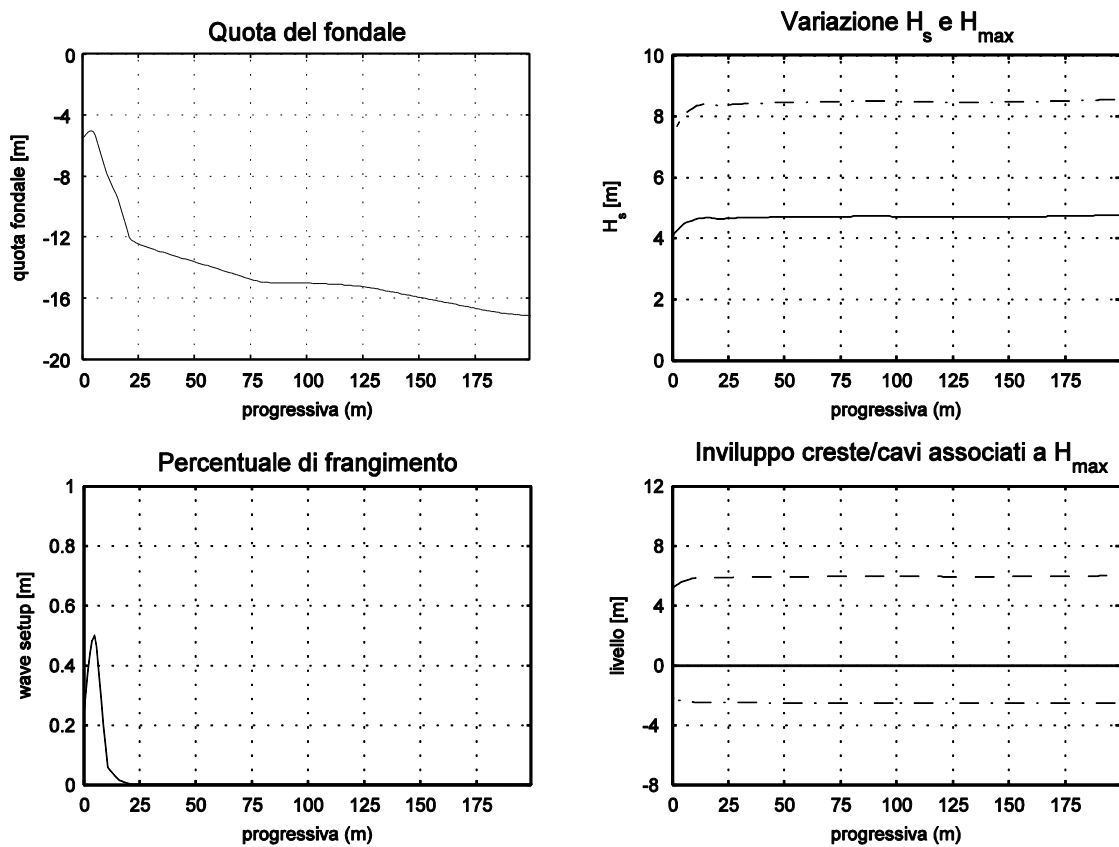 Quota del fondale
0
-4
-8
-12
-16
-20
quota fondale [m]
0 25 50 75 100 125 150 175
progressiva (m)
Variazione H_s e H_max
10
8
6
4
2
0
H_s [m]
0 25 50 75 100 125 150 175
progressiva (m)
Percentuale di frangimento
1
0.8
0.6
0.4
0.2
0
wave setup [m]
0 25 50 75 100 125 150 175
progressiva (m)
Inviluppo creste/cavi associati a H_max
12
8
4
0
-4
-8
livello [m]
0 25 50 75 100 125 150 175
progressiva (m)